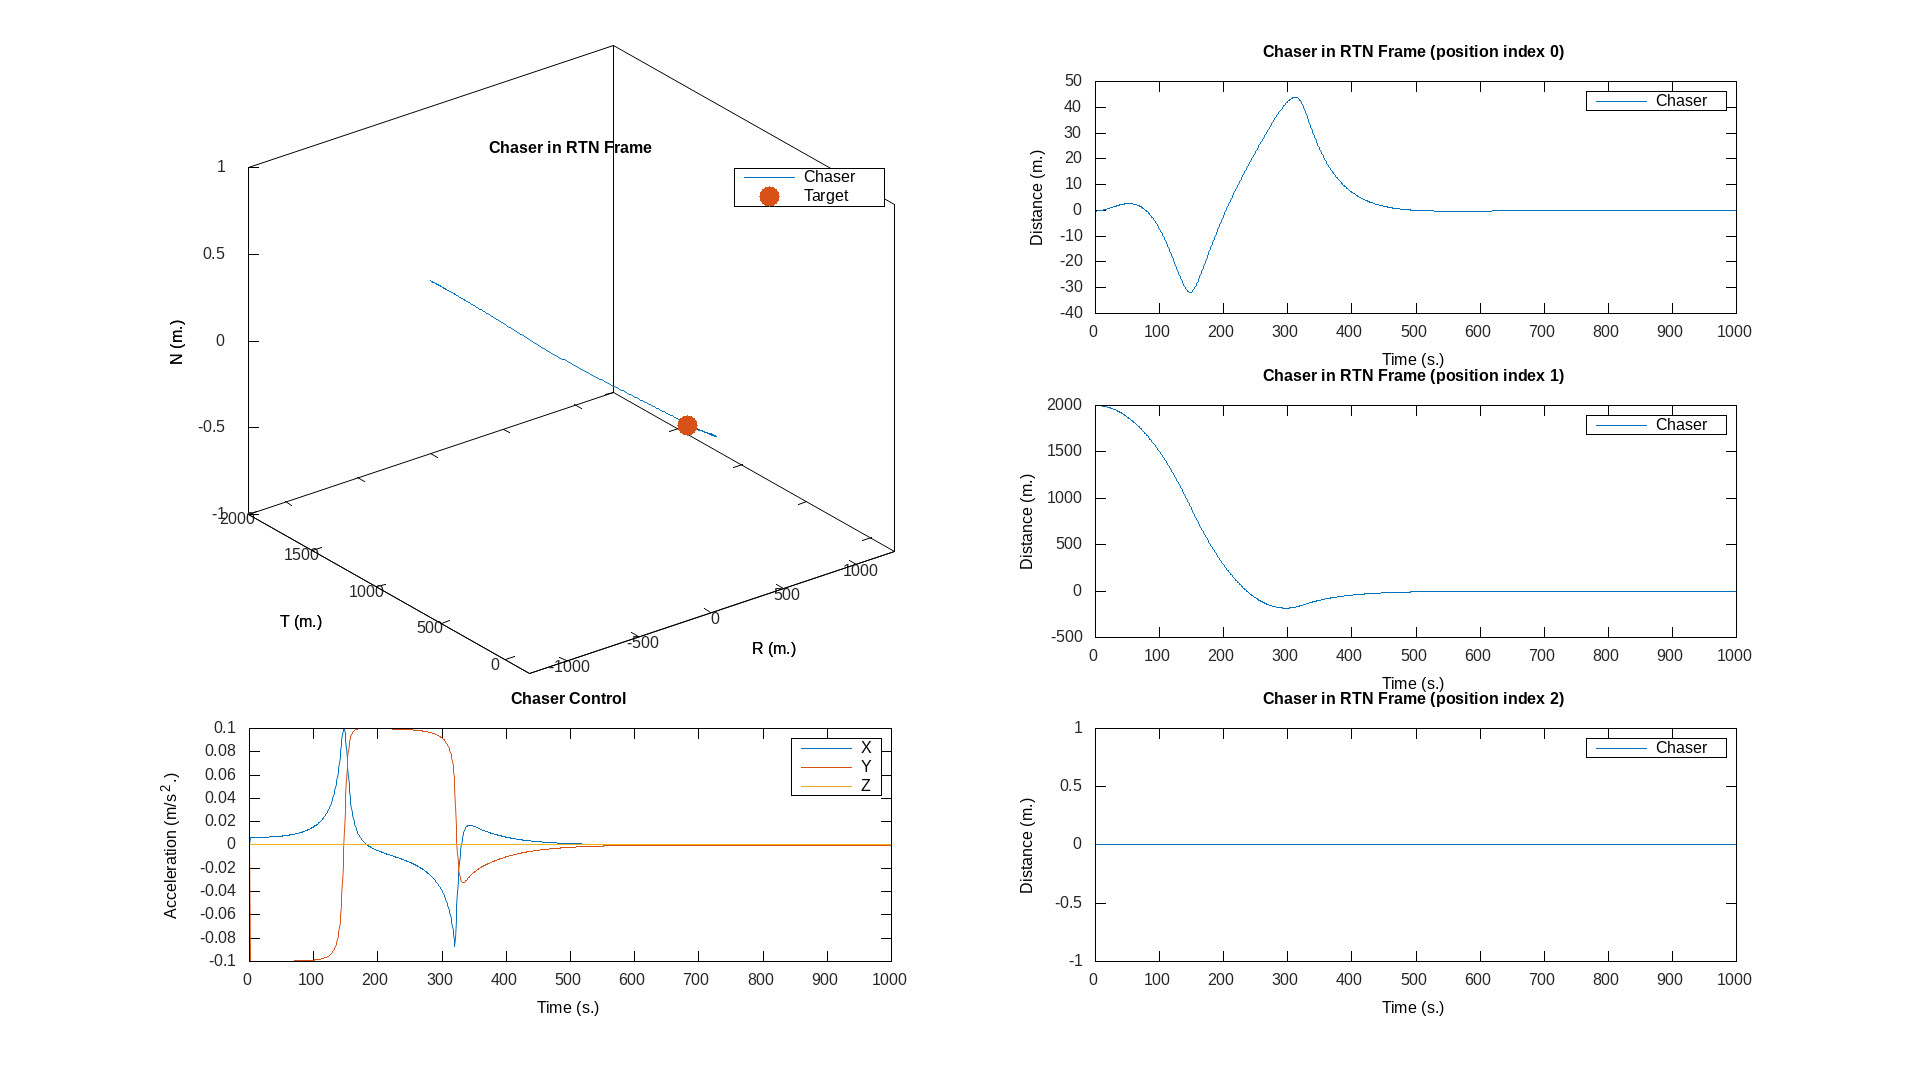 Chaser in RTN Frame
Chaser
Target
1
0.5
0
-0.5
-1
N (m.)
2000
1500
1000
500
0
T (m.)
-1000
-500
0
500
1000
R (m.)
Chaser in RTN Frame (position index 0)
Chaser
50
40
30
20
10
0
-10
-20
-30
-40
Distance (m.)
0 100 200 300 400 500 600 700 800 900 1000
Time (s.)
Chaser in RTN Frame (position index 1)
Chaser
2000
1500
1000
500
0
-500
Distance (m.)
0 100 200 300 400 500 600 700 800 900 1000
Time (s.)
Chaser Control
X
Y
Z
0.1
0.08
0.06
0.04
0.02
0
-0.02
-0.04
-0.06
-0.08
-0.1
Acceleration (m/s².)
0 100 200 300 400 500 600 700 800 900 1000
Time (s.)
Chaser in RTN Frame (position index 2)
Chaser
1
0.5
0
-0.5
-1
Distance (m.)
0 100 200 300 400 500 600 700 800 900 1000
Time (s.)